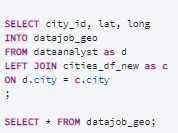 SELECT city_id, lat, long
INTO datajob_geo
FROM dataanalyst as d
LEFT JOIN cities_df_new as c
ON d.city = c.city
;
SELECT * FROM datajob_geo;